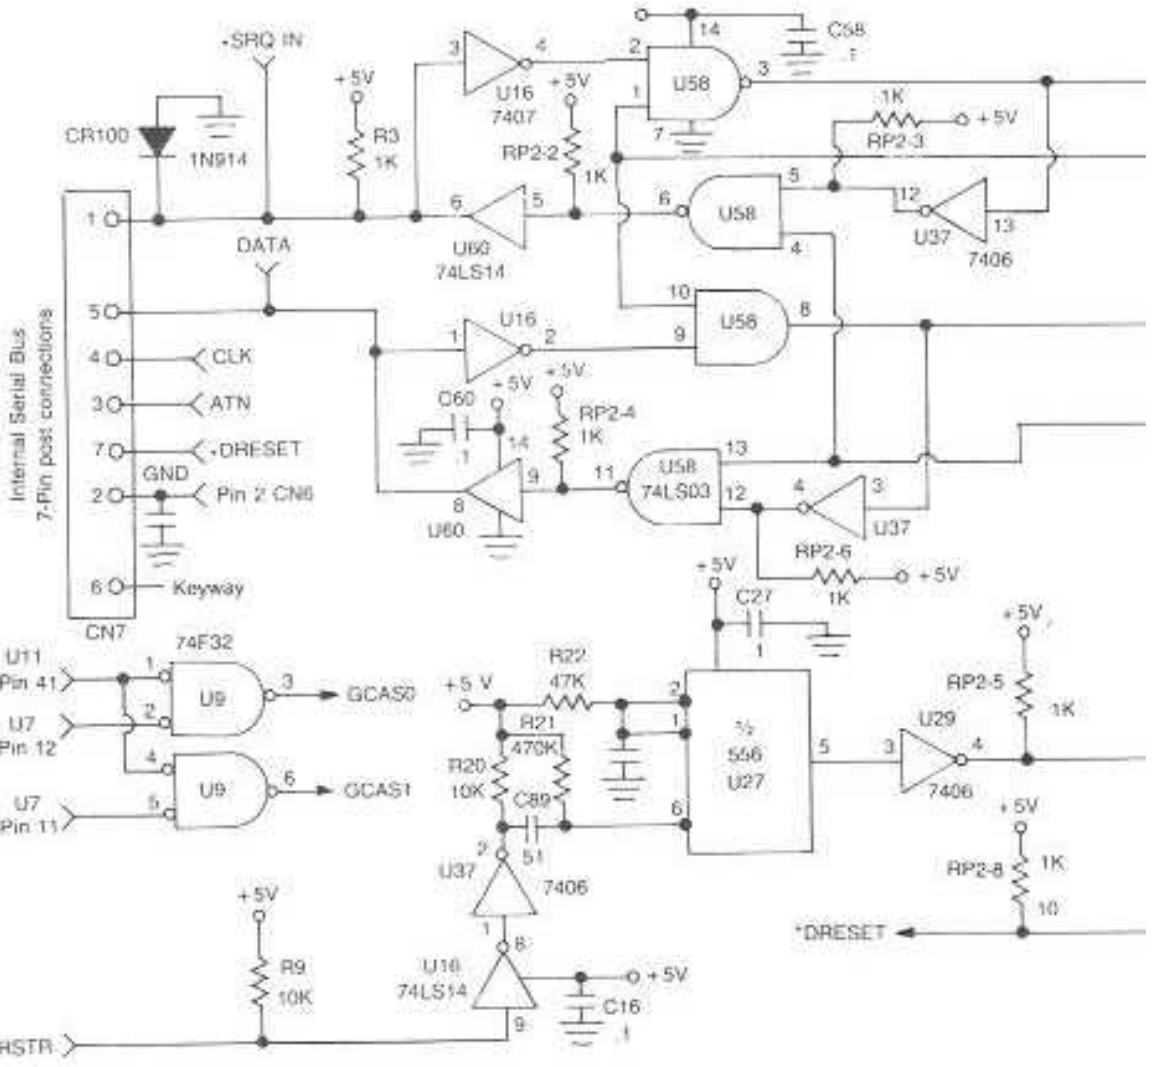 *SRQ IN
14
C58
.1
3
4
2
U58
3
+5V
U16
7407
+5V
1
7
1K
+5V
RP2-3
CR100
1N914
R3
1K
RP2-2
1K
1
6
5
U60
74LS14
6
U58
5
4
12
U37
13
7406
DATA
Internal Serial Bus
7-Pin post connections
5
1
U16
2
10
9
U58
8
4
CLK
3
ATN
7
*DRESET
GND
2
Pin 2 CN6
6
Keyway
CN7
C60
.1
+5V
+5V
RP2-4
1K
14
9
8
U60
11
U58
74LS03
13
12
4
3
U37
RP2-6
1K
+5V
+5V
C27
.1
74F32
U11
Pin 41
1
U9
3
GCAS0
U7
Pin 12
2
4
U9
6
GCAS1
U7
Pin 11
5
+5V
R22
47K
R21
470K
R20
10K
C89
51
2
1
6
½
556
U27
5
3
U29
4
7406
+5V
RP2-5
1K
+5V
RP2-8
1K
10
*DRESET
2
U37
7406
1
8
U16
74LS14
9
+5V
C16
.1
+5V
R9
10K
HSTR